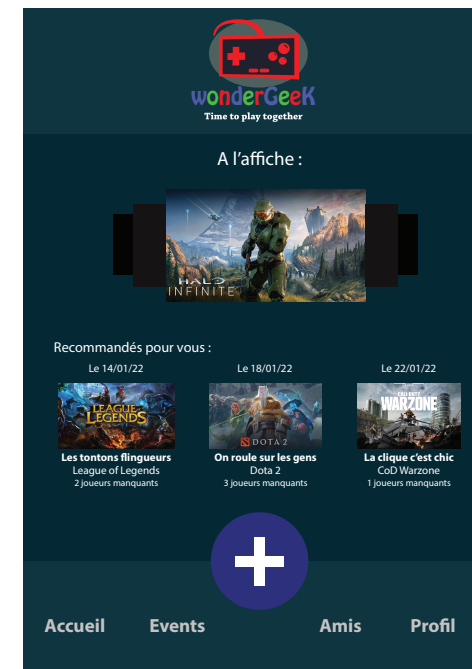 wonderGeeK
Time to play together
A l'affiche :
HALO
INFINITE
Recommandés pour vous :
Le 14/01/22
Le 18/01/22
Le 22/01/22
LEAGUE OF
LEGENDS
DOTA 2
CALL OF DUTY
WARZONE
Les tontons flingueurs
League of Legends
2 joueurs manquants
On roule sur les gens
Dota 2
3 joueurs manquants
La clique c'est chic
CoD Warzone
1 joueurs manquants
Accueil
Events
Amis
Profil